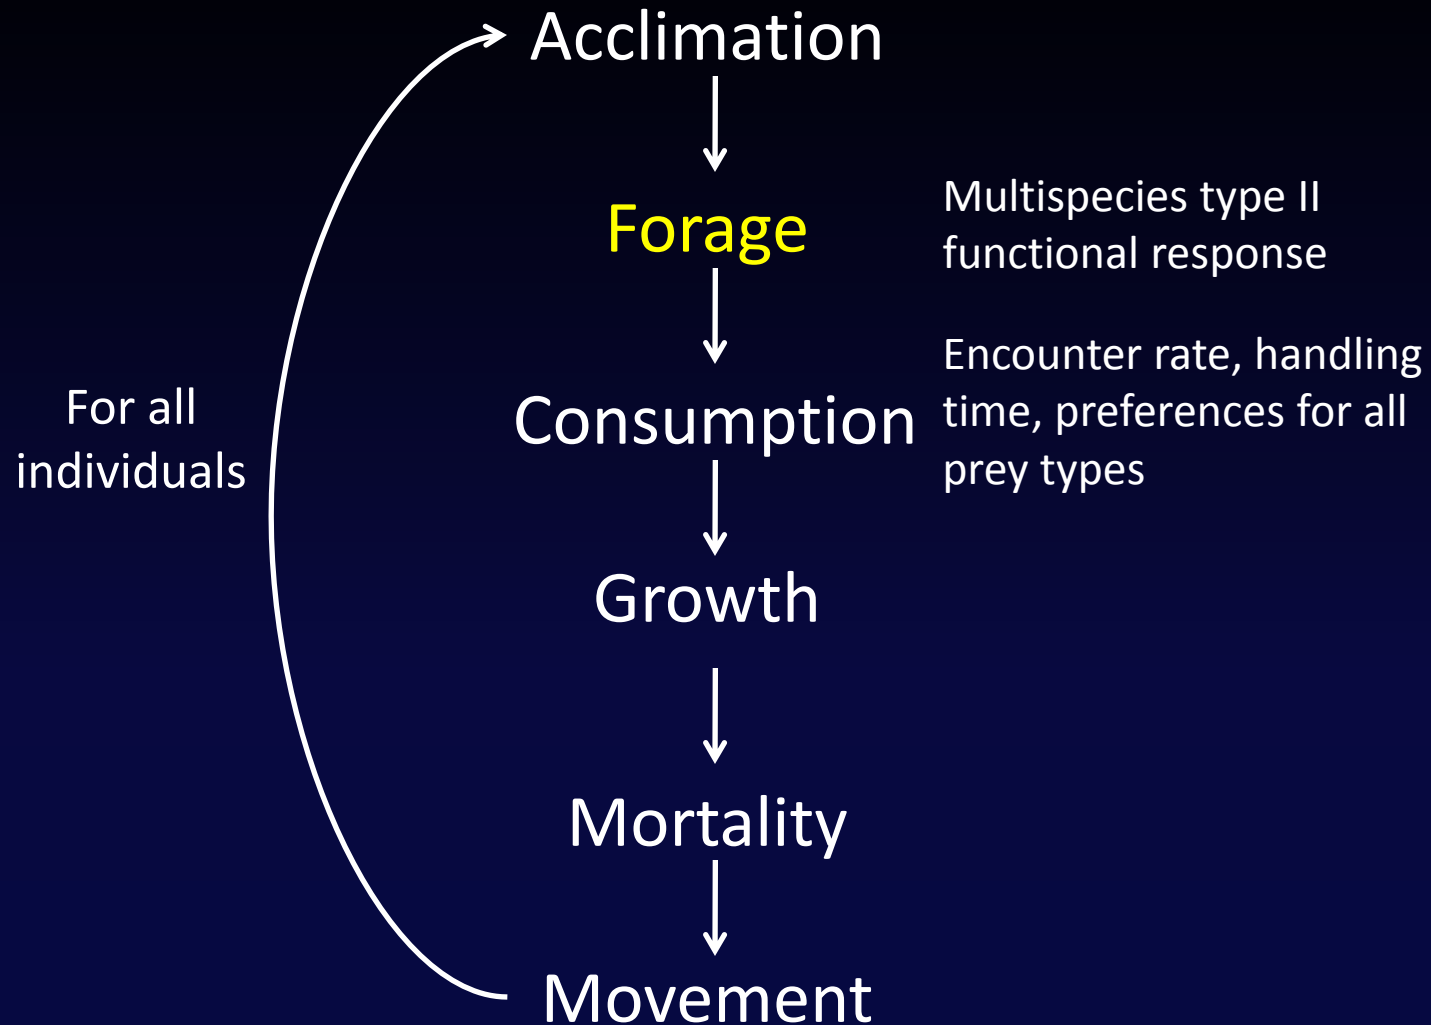 Acclimation
Forage
Multispecies type II
functional response
Encounter rate, handling
time, preferences for all
prey types
For all
individuals
Consumption
Growth
Mortality
Movement